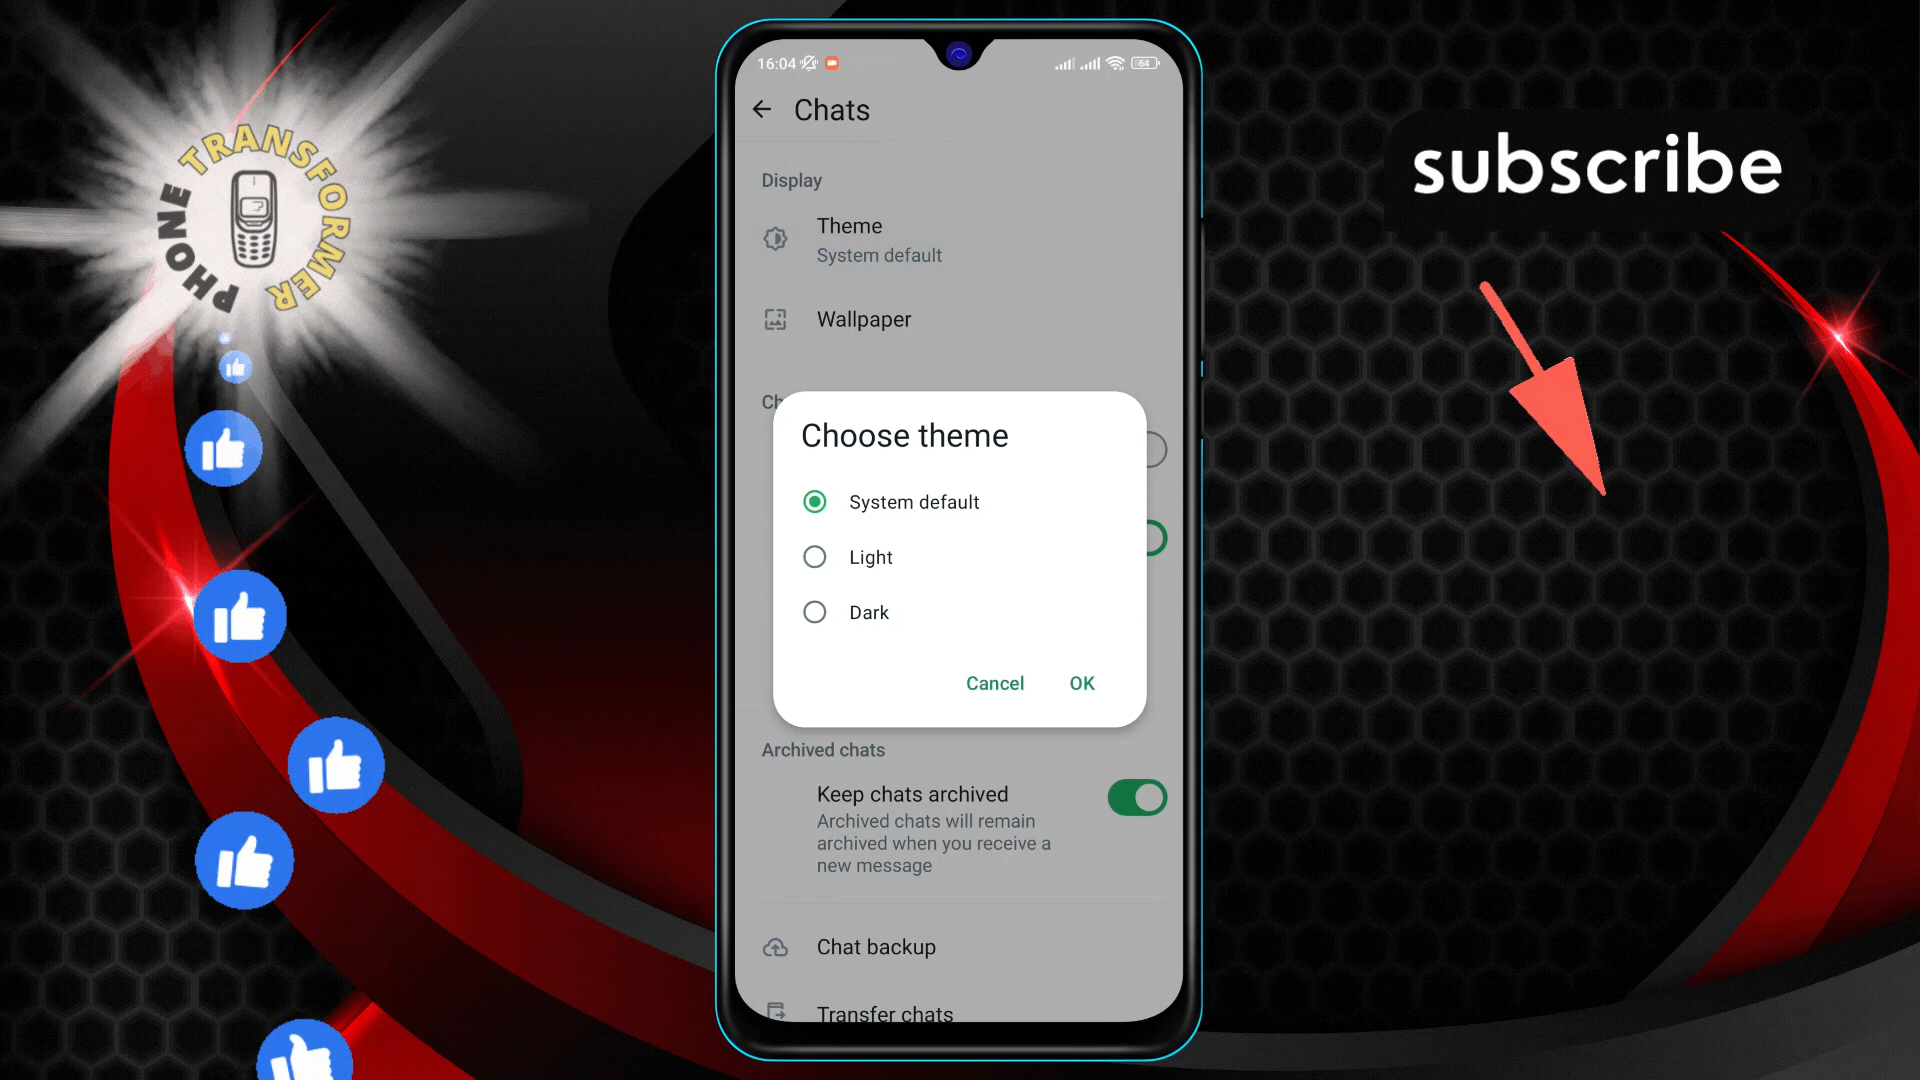 PHONE TRANSFORMER
subscribe
16:04
64
Chats
Display
Theme
System default
Wallpaper
Choose theme
System default
Light
Dark
Cancel
OK
Archived chats
Keep chats archived
Archived chats will remain
archived when you receive a
new message
Chat backup
Transfer chats